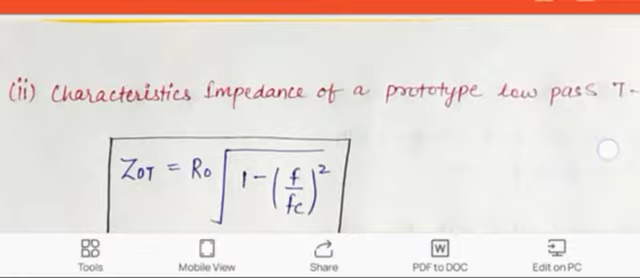 (ii) Characteristics Impedance of a prototype low pass T-
Z₀T = R₀ √(1-(f/fc)²)
W
Tools Mobile View Share PDF to DOC Edit on PC